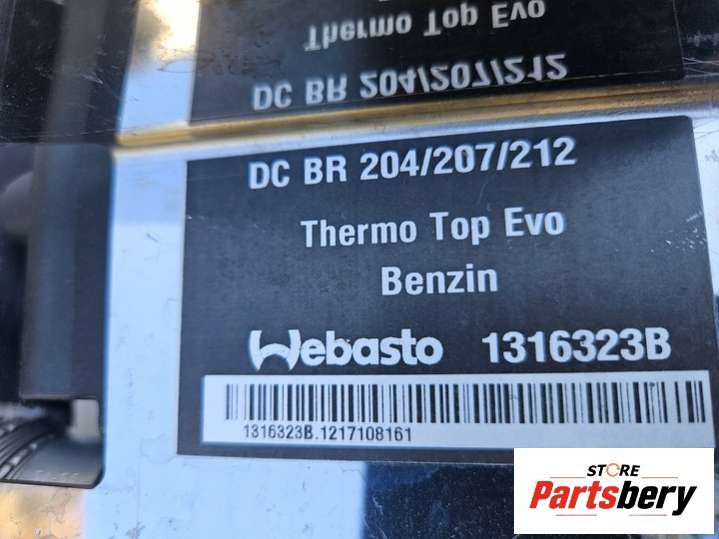 Thermo Top Evo
DC BR 204/207/212
DC BR 204/207/212
Thermo Top Evo
Benzin
Webasto 1316323B
1316323B.1217108161
STORE
Partsbery